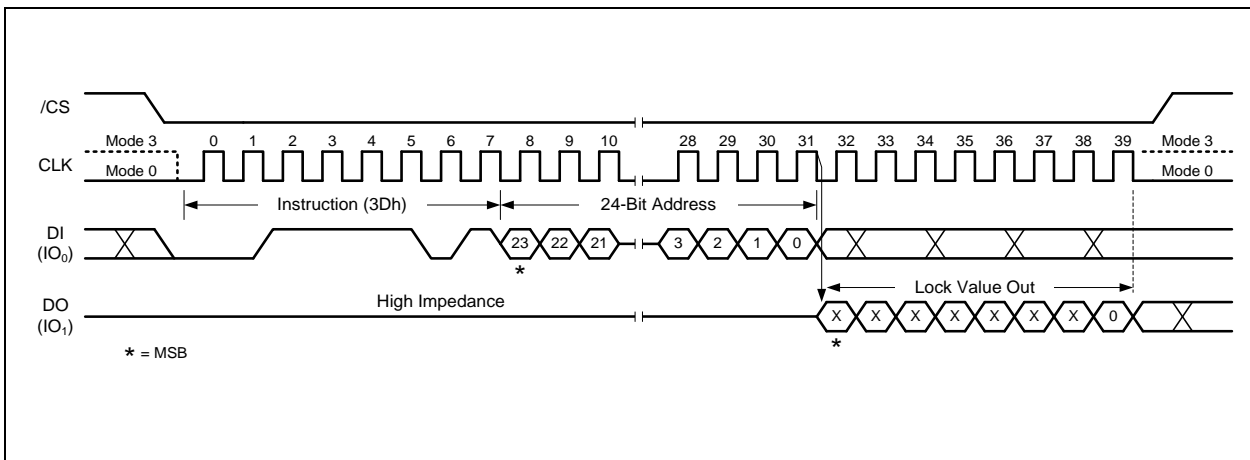 /CS
Mode 3 0 1 2 3 4 5 6 7 8 9 10 28 29 30 31 32 33 34 35 36 37 38 39 Mode 3
CLK
Mode 0 Mode 0
Instruction (3Dh) 24-Bit Address
DI
(IO0)
23 22 21 3 2 1 0
*
High Impedance Lock Value Out
DO
(IO1)
X X X X X X X 0
*
* = MSB